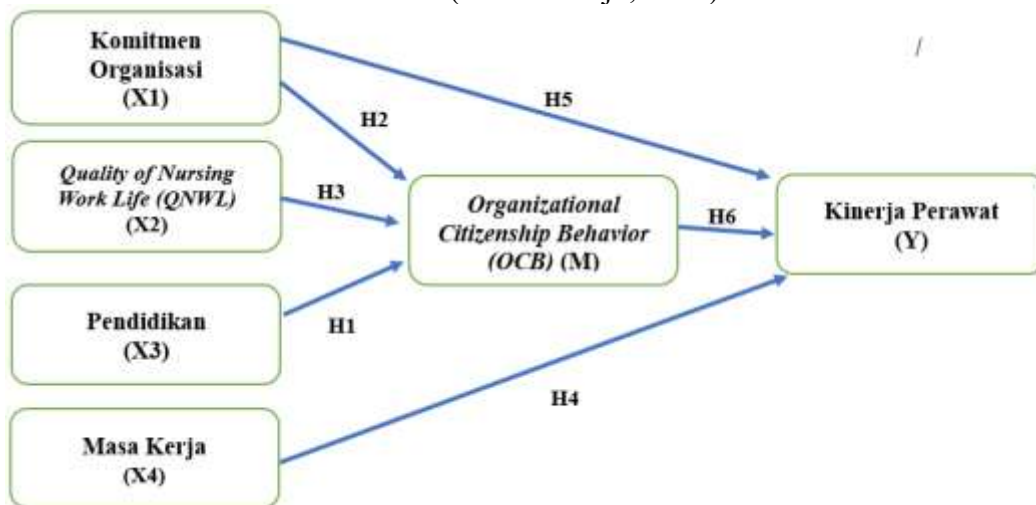 Komitmen
Organisasi
(X1)
H5
H2
Quality of Nursing
Work Life (QNWL)
(X2)
H3
Organizational
Citizenship Behavior
(OCB) (M)
H6
Kinerja Perawat
(Y)
Pendidikan
(X3)
H1
H4
Masa Kerja
(X4)